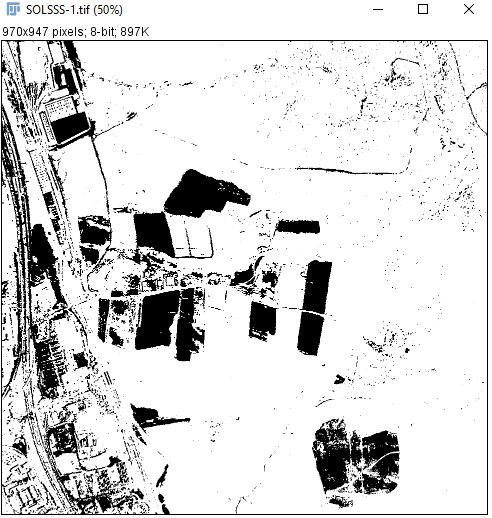 SOLSSS-1.tif (50%)
970x947 pixels; 8-bit; 897K